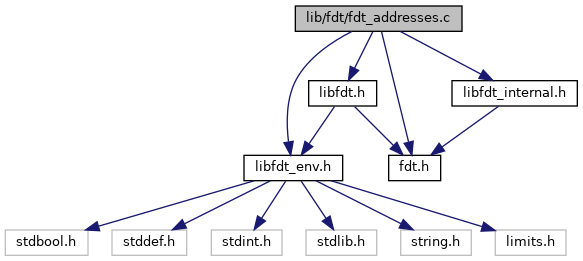 lib/fdt/fdt_addresses.c
libfdt.h
libfdt_internal.h
libfdt_env.h
fdt.h
stdbool.h
stddef.h
stdint.h
stdlib.h
string.h
limits.h